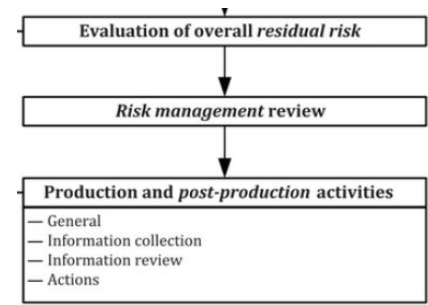 Evaluation of overall residual risk
Risk management review
Production and post-production activities
— General
— Information collection
— Information review
— Actions